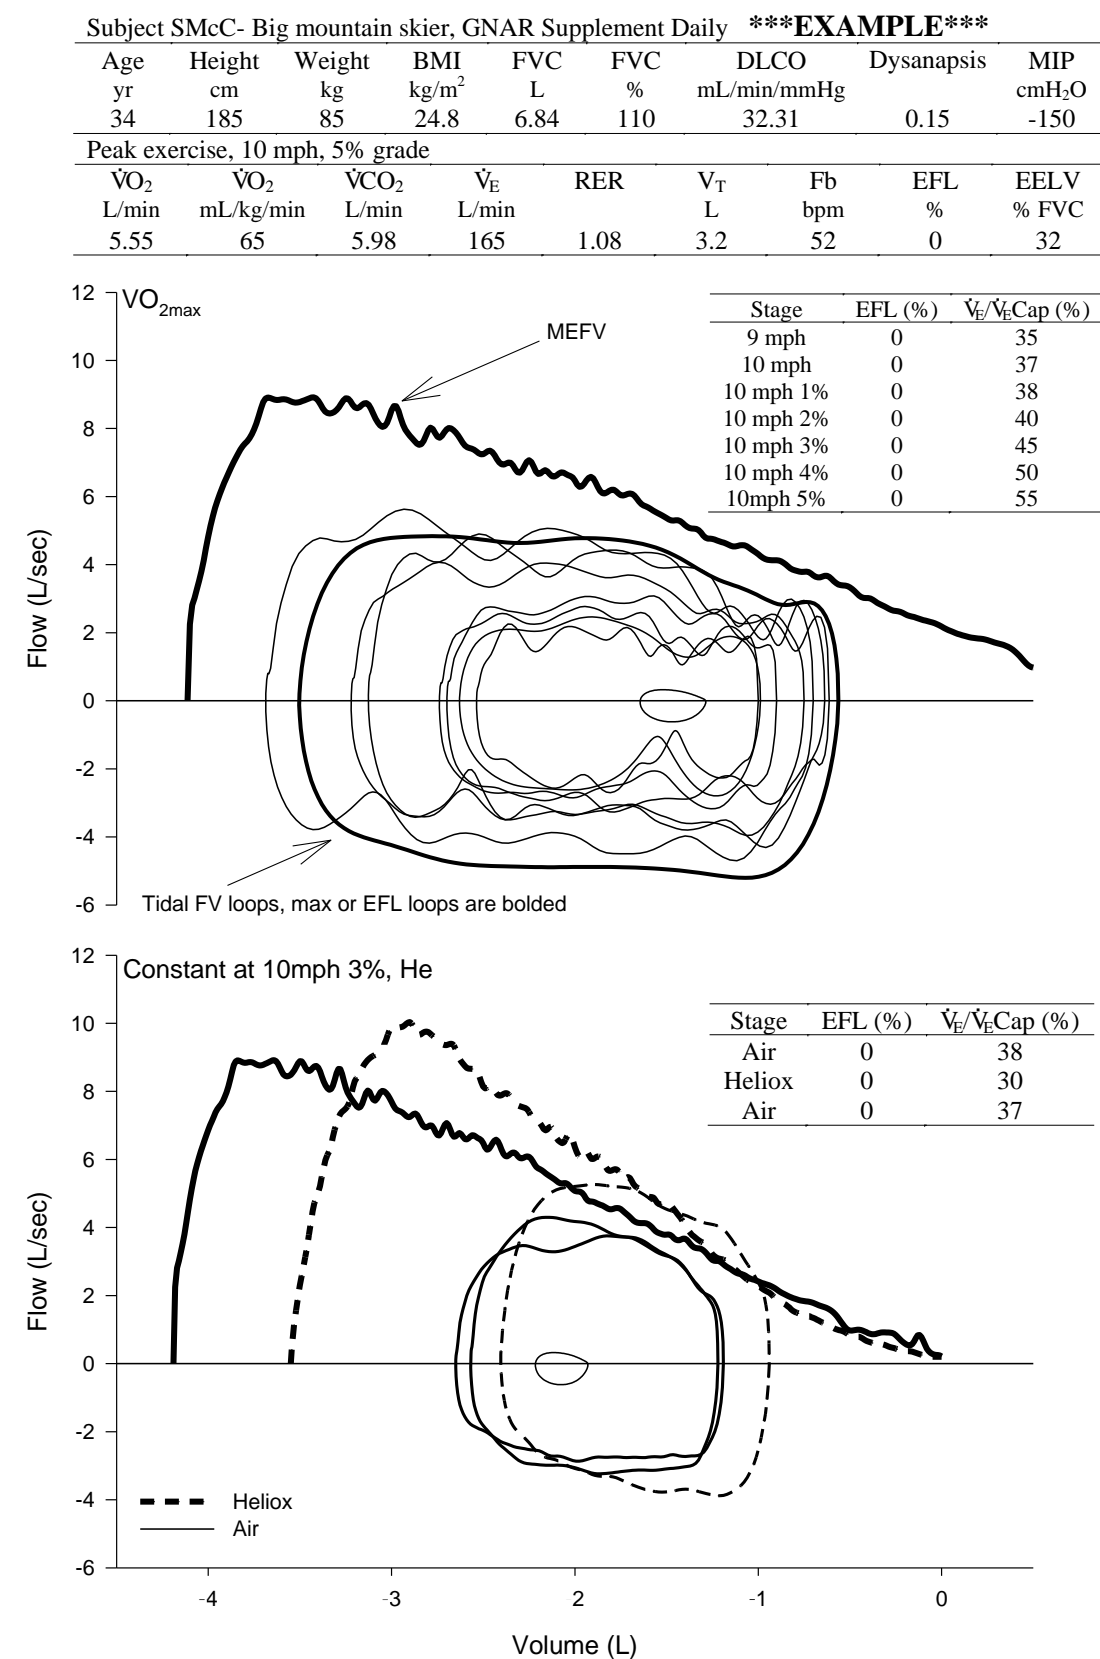 Subject SMcC- Big mountain skier, GNAR Supplement Daily ***EXAMPLE***
Age Height Weight BMI FVC FVC DLCO Dysanapsis MIP
yr cm kg kg/m² L % mL/min/mmHg cmH₂O
34 185 85 24.8 6.84 110 32.31 0.15 -150
Peak exercise, 10 mph, 5% grade
V̇O₂ V̇O₂ V̇CO₂ V̇E RER VT Fb EFL EELV
L/min mL/kg/min L/min L/min L bpm % % FVC
5.55 65 5.98 165 1.08 3.2 52 0 32
VO₂max
MEFV
Stage EFL (%) V̇E/V̇ECap (%)
9 mph 0 35
10 mph 0 37
10 mph 1% 0 38
10 mph 2% 0 40
10 mph 3% 0 45
10 mph 4% 0 50
10mph 5% 0 55
12
10
8
6
4
2
0
-2
-4
-6
Flow (L/sec)
Tidal FV loops, max or EFL loops are bolded
Constant at 10mph 3%, He
Stage EFL (%) V̇E/V̇ECap (%)
Air 0 38
Heliox 0 30
Air 0 37
12
10
8
6
4
2
0
-2
-4
-6
Flow (L/sec)
Heliox
Air
-4 -3 2 -1 0
Volume (L)